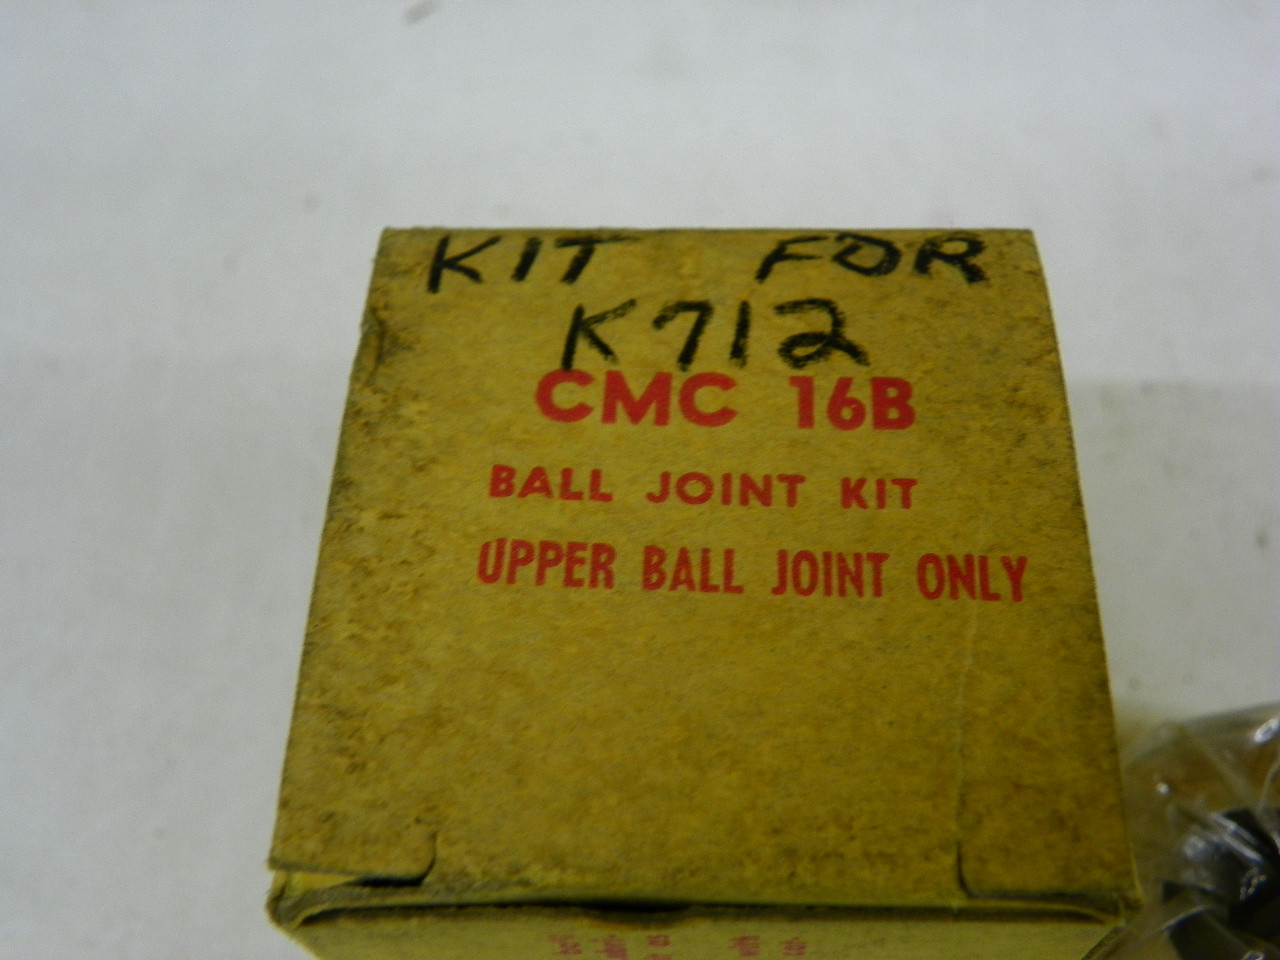 KIT FOR
K712
CMC 16B
BALL JOINT KIT
UPPER BALL JOINT ONLY